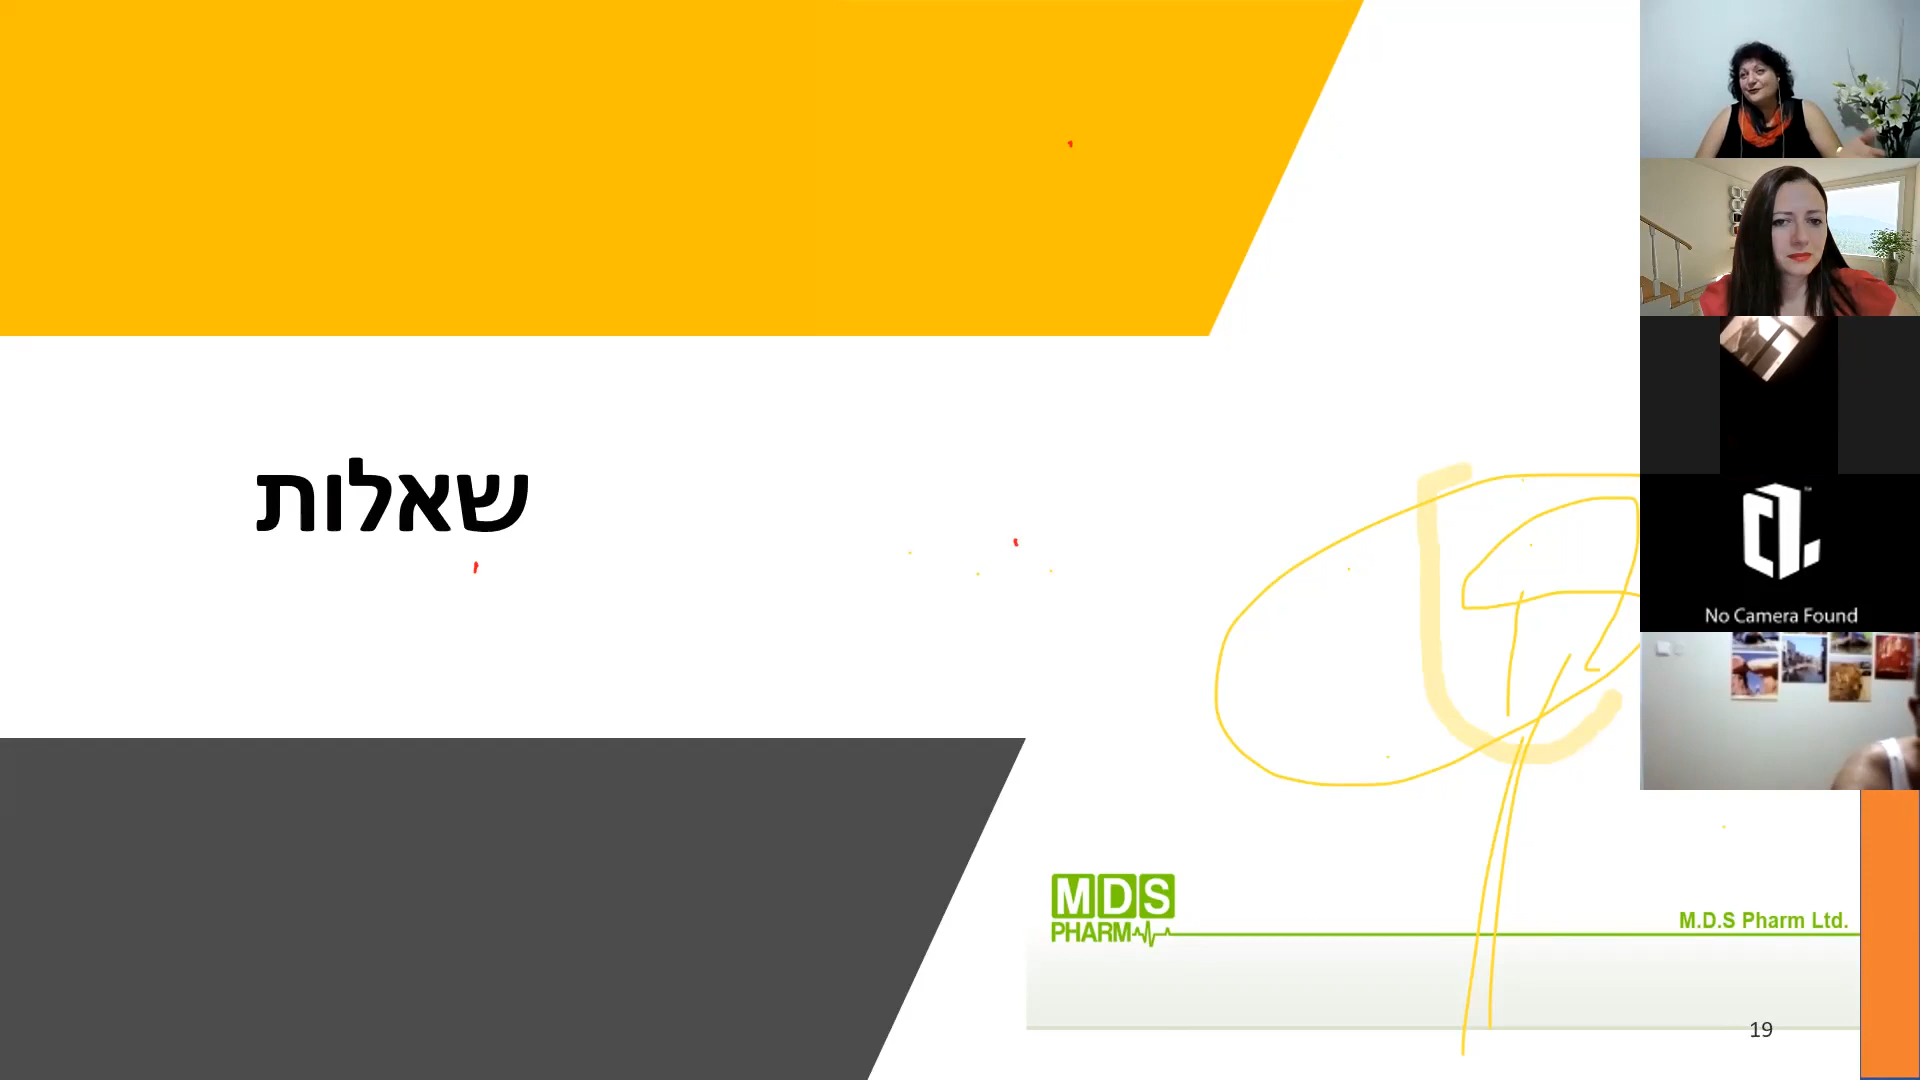 שאלות
No Camera Found
MDS
PHARM
M.D.S Pharm Ltd.
19